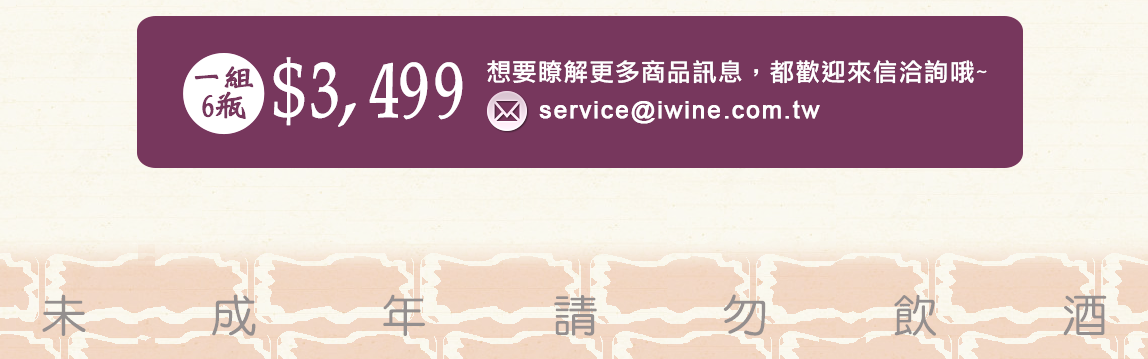 一組
6瓶
$3,499
想要瞭解更多商品訊息，都歡迎來信洽詢哦~
service@iwine.com.tw
未成年請勿飲酒